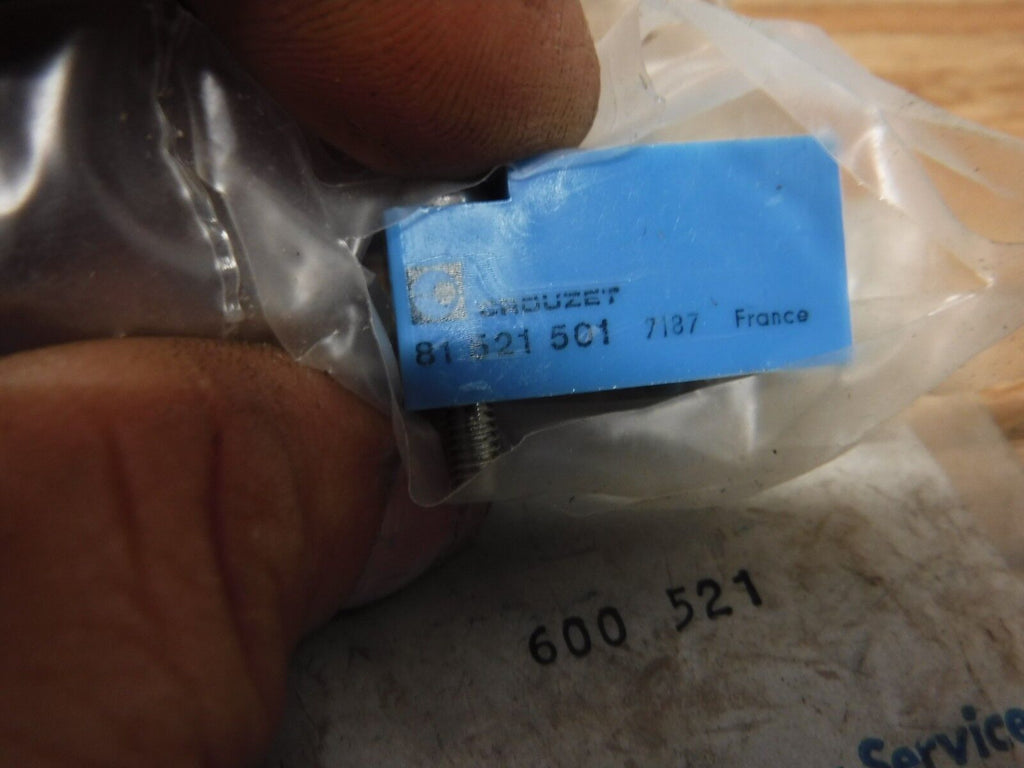 CROUZET
81 521 501 7187 France
600 521
Service